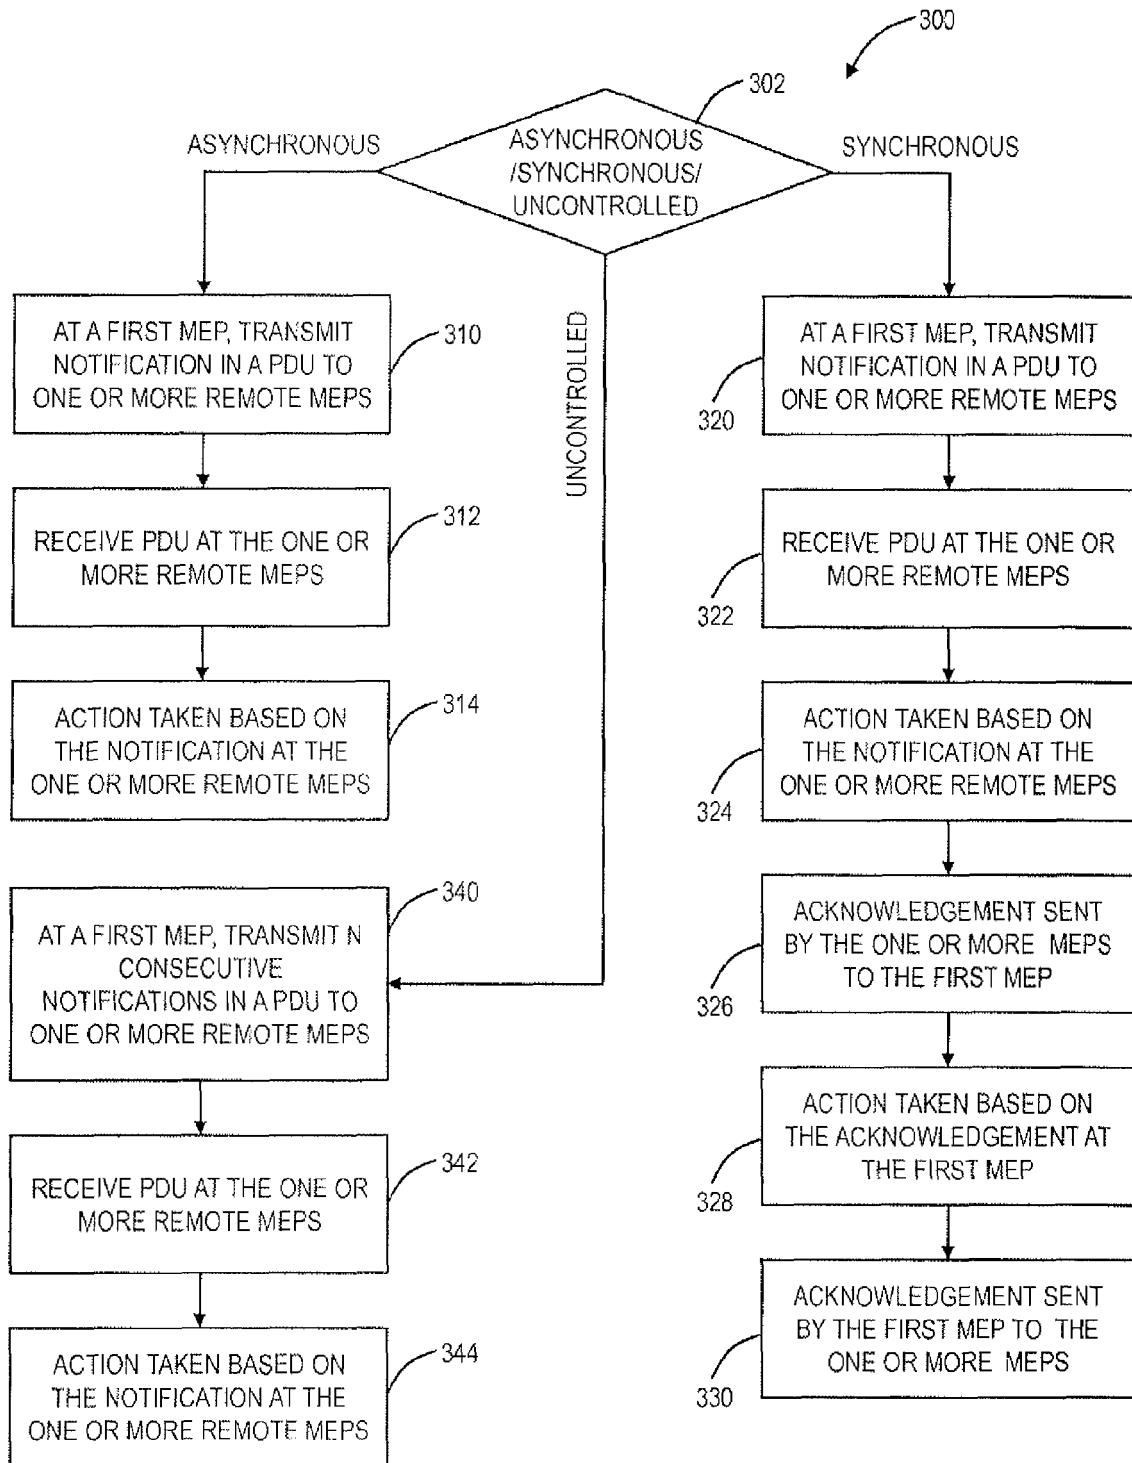 300
302
ASYNCHRONOUS
ASYNCHRONOUS
/SYNCHRONOUS/
UNCONTROLLED
SYNCHRONOUS
AT A FIRST MEP, TRANSMIT
NOTIFICATION IN A PDU TO
ONE OR MORE REMOTE MEPS
310
RECEIVE PDU AT THE ONE OR
MORE REMOTE MEPS
312
ACTION TAKEN BASED ON
THE NOTIFICATION AT THE
ONE OR MORE REMOTE MEPS
314
UNCONTROLLED
AT A FIRST MEP, TRANSMIT N
CONSECUTIVE
NOTIFICATIONS IN A PDU TO
ONE OR MORE REMOTE MEPS
340
RECEIVE PDU AT THE ONE OR
MORE REMOTE MEPS
342
ACTION TAKEN BASED ON
THE NOTIFICATION AT THE
ONE OR MORE REMOTE MEPS
344
AT A FIRST MEP, TRANSMIT
NOTIFICATION IN A PDU TO
ONE OR MORE REMOTE MEPS
320
RECEIVE PDU AT THE ONE OR
MORE REMOTE MEPS
322
ACTION TAKEN BASED ON
THE NOTIFICATION AT THE
ONE OR MORE REMOTE MEPS
324
ACKNOWLEDGEMENT SENT
BY THE ONE OR MORE MEPS
TO THE FIRST MEP
326
ACTION TAKEN BASED ON
THE ACKNOWLEDGEMENT AT
THE FIRST MEP
328
ACKNOWLEDGEMENT SENT
BY THE FIRST MEP TO THE
ONE OR MORE MEPS
330